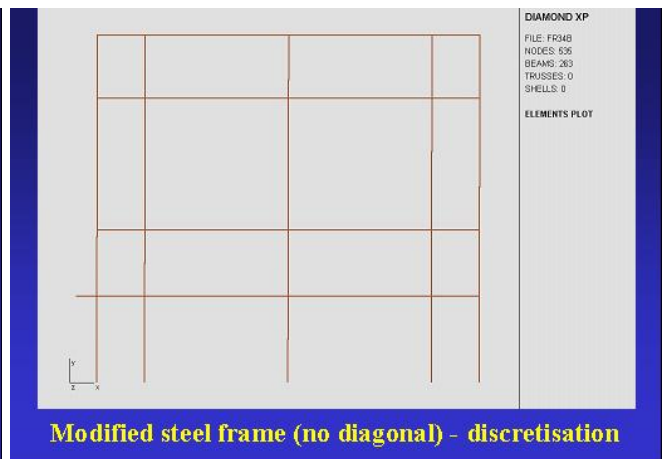 DIAMOND XP
FILE: FR34B
NODES: 535
BEAMS: 263
TRUSSES: 0
SHELLS: 0
ELEMENTS PLOT
Y
Z X
Modified steel frame (no diagonal) - discretisation